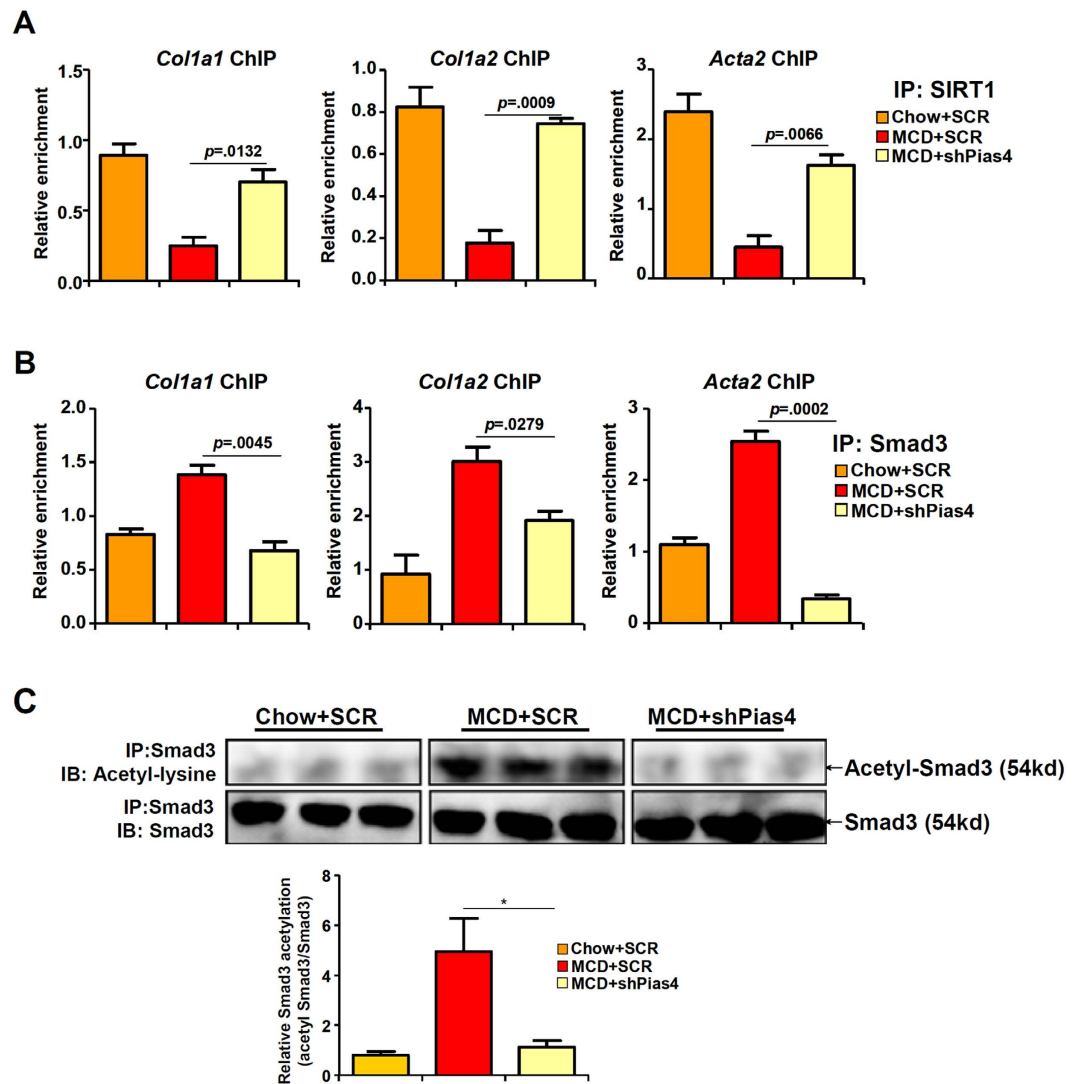 A
Col1a1 ChIP
Col1a2 ChIP
Acta2 ChIP
Relative enrichment
1.5
1.0
0.5
0.0
p=.0132
Relative enrichment
1.0
0.8
0.6
0.4
0.2
0.0
p=.0009
Relative enrichment
3
2
1
0
p=.0066
IP: SIRT1
Chow+SCR
MCD+SCR
MCD+shPias4
B
Col1a1 ChIP
Col1a2 ChIP
Acta2 ChIP
Relative enrichment
2.0
1.5
1.0
0.5
0.0
p=.0045
Relative enrichment
4
3
2
1
0
p=.0279
Relative enrichment
3
2
1
0
p=.0002
IP: Smad3
Chow+SCR
MCD+SCR
MCD+shPias4
C
Chow+SCR
MCD+SCR
MCD+shPias4
IP:Smad3
IB: Acetyl-lysine
Acetyl-Smad3 (54kd)
IP:Smad3
IB: Smad3
Smad3 (54kd)
Relative Smad3 acetylation
(acetyl Smad3/Smad3)
8
6
4
2
0
*
Chow+SCR
MCD+SCR
MCD+shPias4